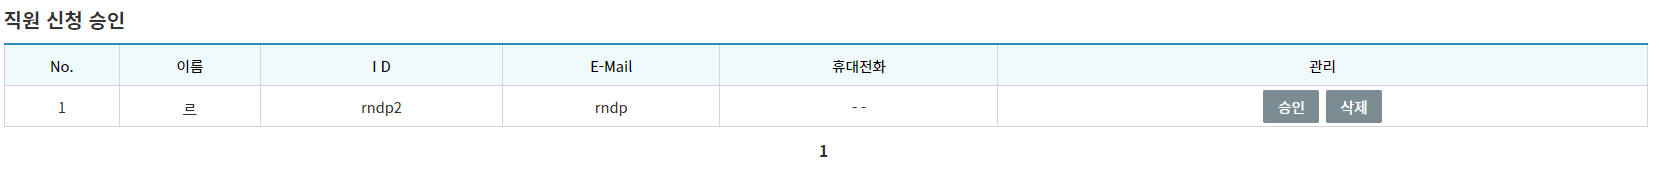 직원 신청 승인
No. 이름 I D E-Mail 휴대전화 관리
1 르 rndp2 rndp - - 승인 삭제
1